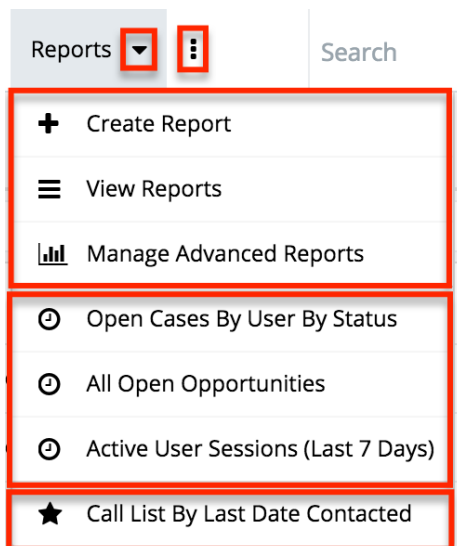 Reports Search
Create Report
View Reports
Manage Advanced Reports
Open Cases By User By Status
All Open Opportunities
Active User Sessions (Last 7 Days)
Call List By Last Date Contacted